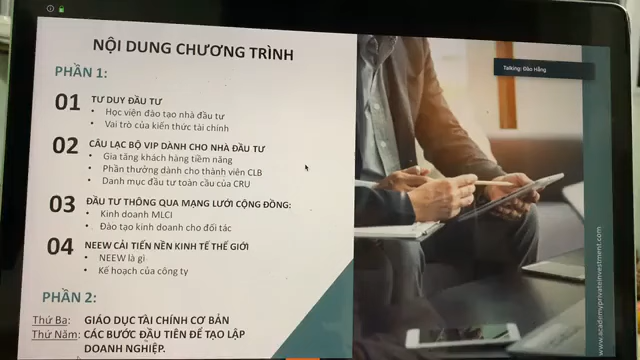 NỘI DUNG CHƯƠNG TRÌNH
PHẦN 1:
01 TƯ DUY ĐẦU TƯ
• Học viện đào tạo nhà đầu tư
• Vai trò của kiến thức tài chính
02 CÂU LẠC BỘ VIP DÀNH CHO NHÀ ĐẦU TƯ
• Gia tăng khách hàng tiềm năng
• Phần thưởng dành cho thành viên CLB
• Danh mục đầu tư toàn cầu của CRU
03 ĐẦU TƯ THÔNG QUA MẠNG LƯỚI CỘNG ĐỒNG:
• Kinh doanh MLCI
• Đào tạo kinh doanh cho đối tác
04 NEEW CẢI TIẾN NỀN KINH TẾ THẾ GIỚI
• NEEW là gì
• Kế hoạch của công ty
PHẦN 2:
Thứ Ba: GIÁO DỤC TÀI CHÍNH CƠ BẢN
Thứ Năm: CÁC BƯỚC ĐẦU TIÊN ĐỂ TẠO LẬP
DOANH NGHIỆP.
Talking: Đào Hằng
www.academyprivateinvestment.com